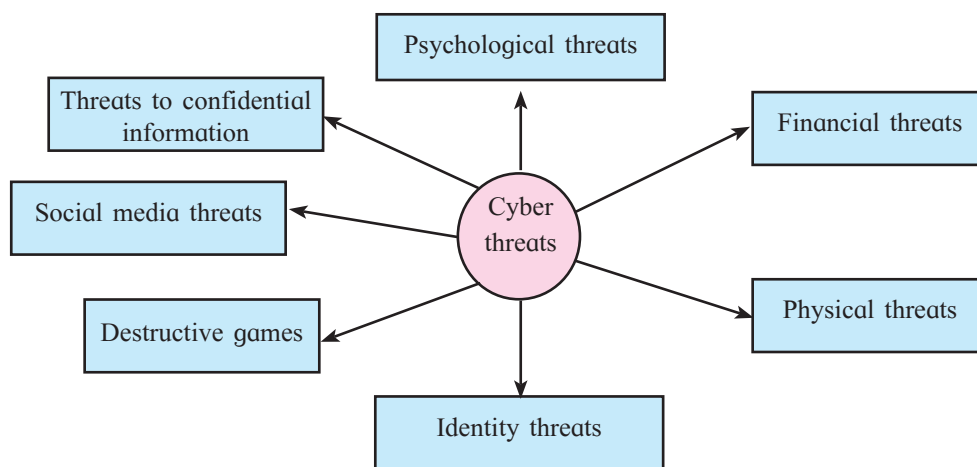 Psychological threats
Threats to confidential
information
Financial threats
Social media threats
Cyber
threats
Destructive games
Physical threats
Identity threats